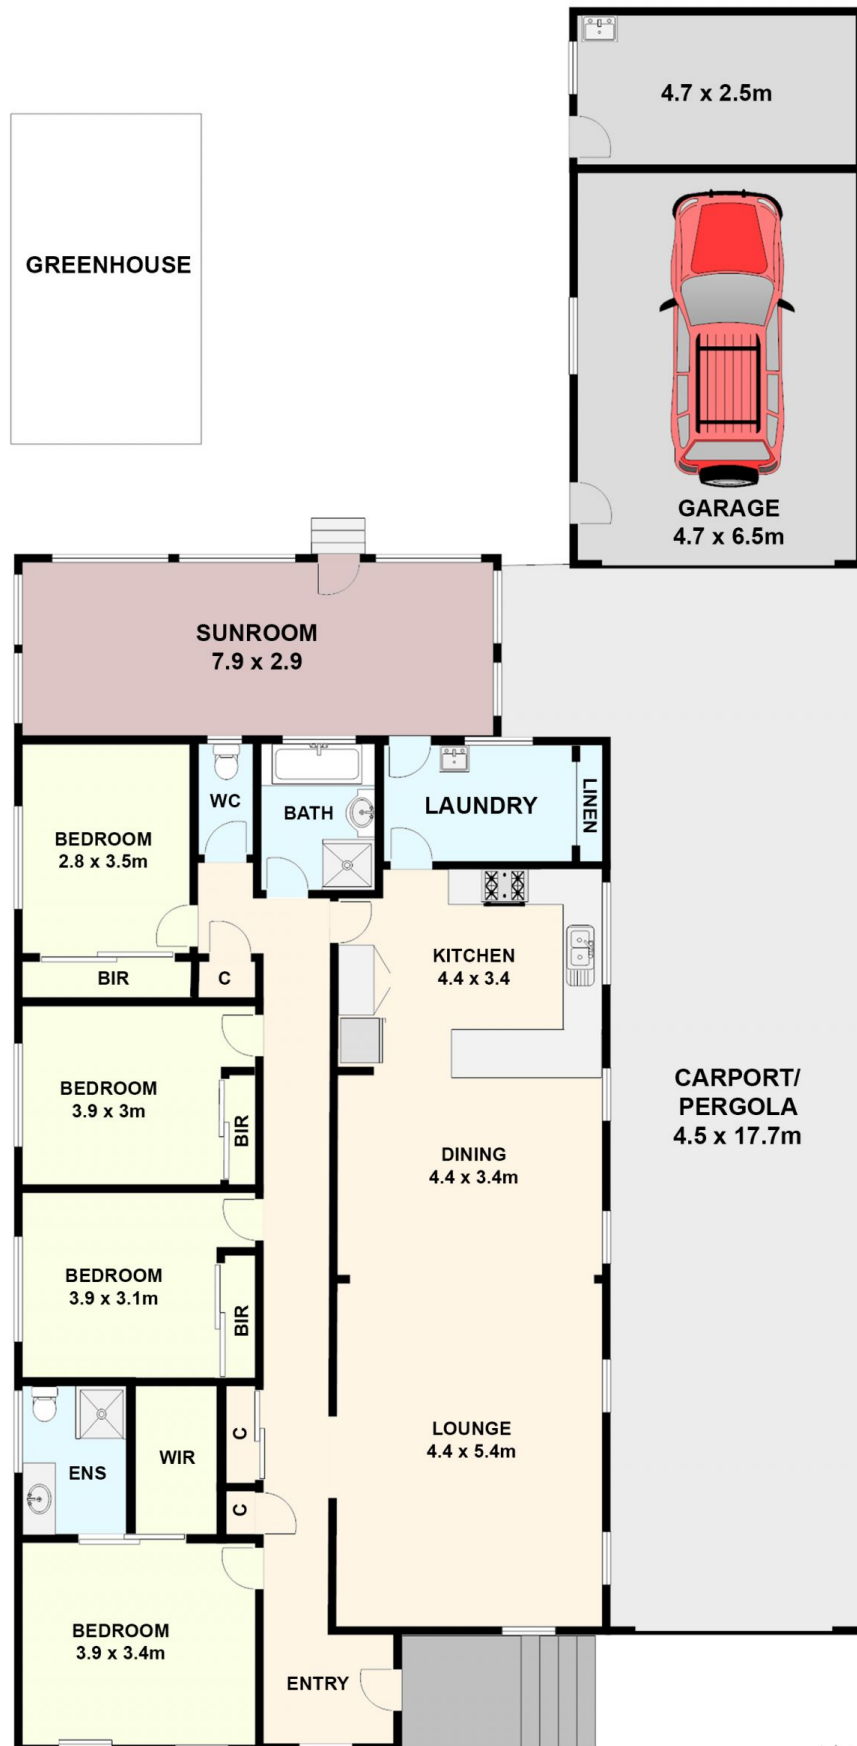 4.7 x 2.5m
GREENHOUSE
GARAGE
4.7 x 6.5m
SUNROOM
7.9 x 2.9
WC
BATH
LAUNDRY
LINEN
BEDROOM
2.8 x 3.5m
BIR
C
KITCHEN
4.4 x 3.4
BEDROOM
3.9 x 3m
BIR
CARPORT/
PERGOLA
4.5 x 17.7m
DINING
4.4 x 3.4m
BEDROOM
3.9 x 3.1m
BIR
LOUNGE
4.4 x 5.4m
ENS
WIR
C
C
BEDROOM
3.9 x 3.4m
ENTRY